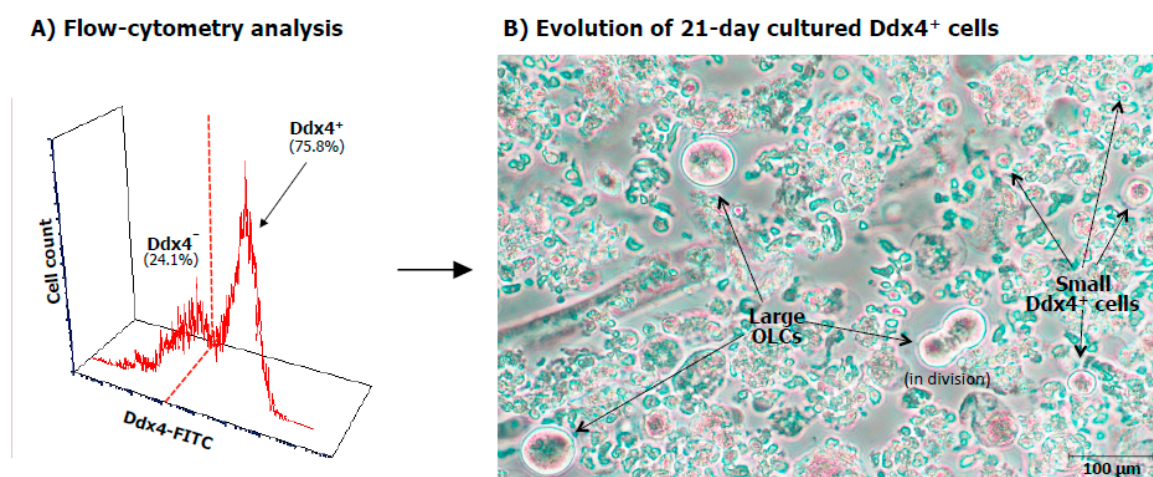 A) Flow-cytometry analysis
Cell count
Ddx4⁻
(24.1%)
Ddx4⁺
(75.8%)
Ddx4-FITC
B) Evolution of 21-day cultured Ddx4⁺ cells
Large
OLCs
(in division)
Small
Ddx4⁺ cells
100 µm